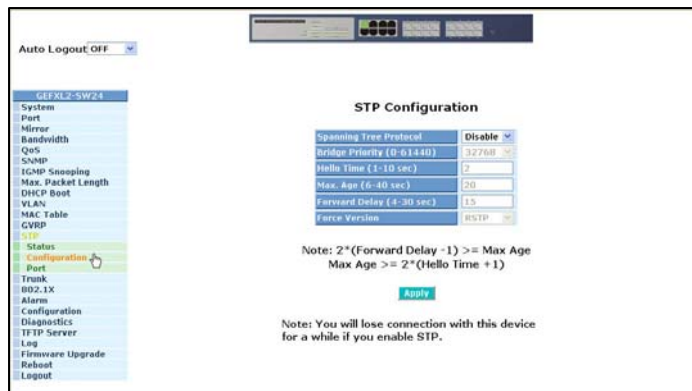 Auto Logout OFF
GEFXL2-SW24
System
Port
Mirror
Bandwidth
QoS
SNMP
IGMP Snooping
Max. Packet Length
DHCP Boot
VLAN
MAC Table
GVRP
STP
Status
Configuration
Port
Trunk
802.1X
Alarm
Configuration
Diagnostics
TFTP Server
Log
Firmware Upgrade
Reboot
Logout
STP Configuration
Spanning Tree Protocol Disable
Bridge Priority (0-61440) 32768
Hello Time (1-10 sec) 2
Max. Age (6-40 sec) 20
Forward Delay (4-30 sec) 15
Force Version RSTP
Note: 2*(Forward Delay -1) >= Max Age
Max Age >= 2*(Hello Time +1)
Apply
Note: You will lose connection with this device
for a while if you enable STP.